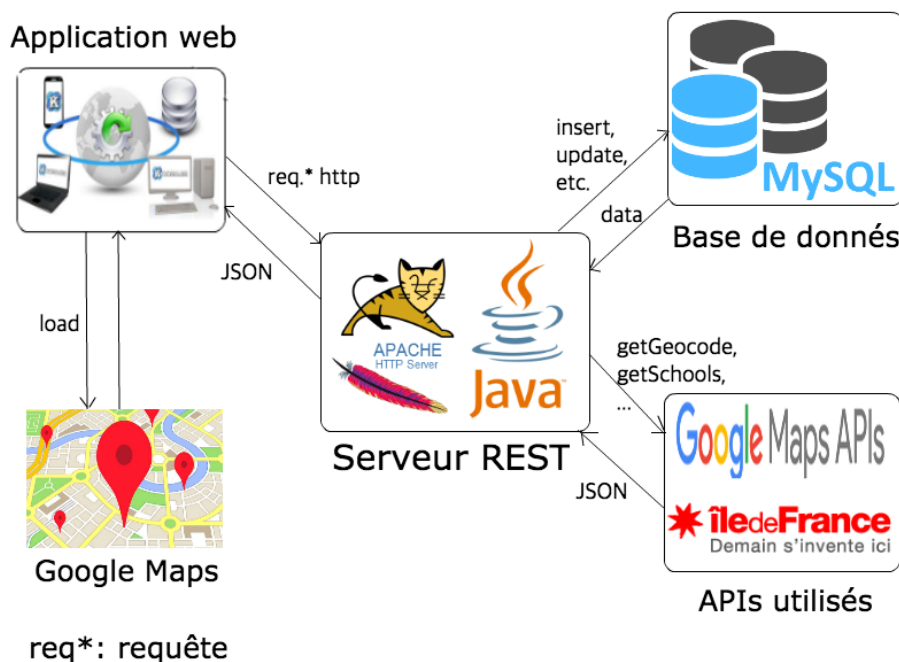 Application web
req.* http
JSON
load
Google Maps
req*: requête
APACHE
HTTP Server
Java
Serveur REST
insert,
update,
etc.
data
MySQL
Base de donnés
getGeocode,
getSchools,
...
JSON
Google Maps APIs
îledeFrance
Demain s'invente ici
APIs utilisés